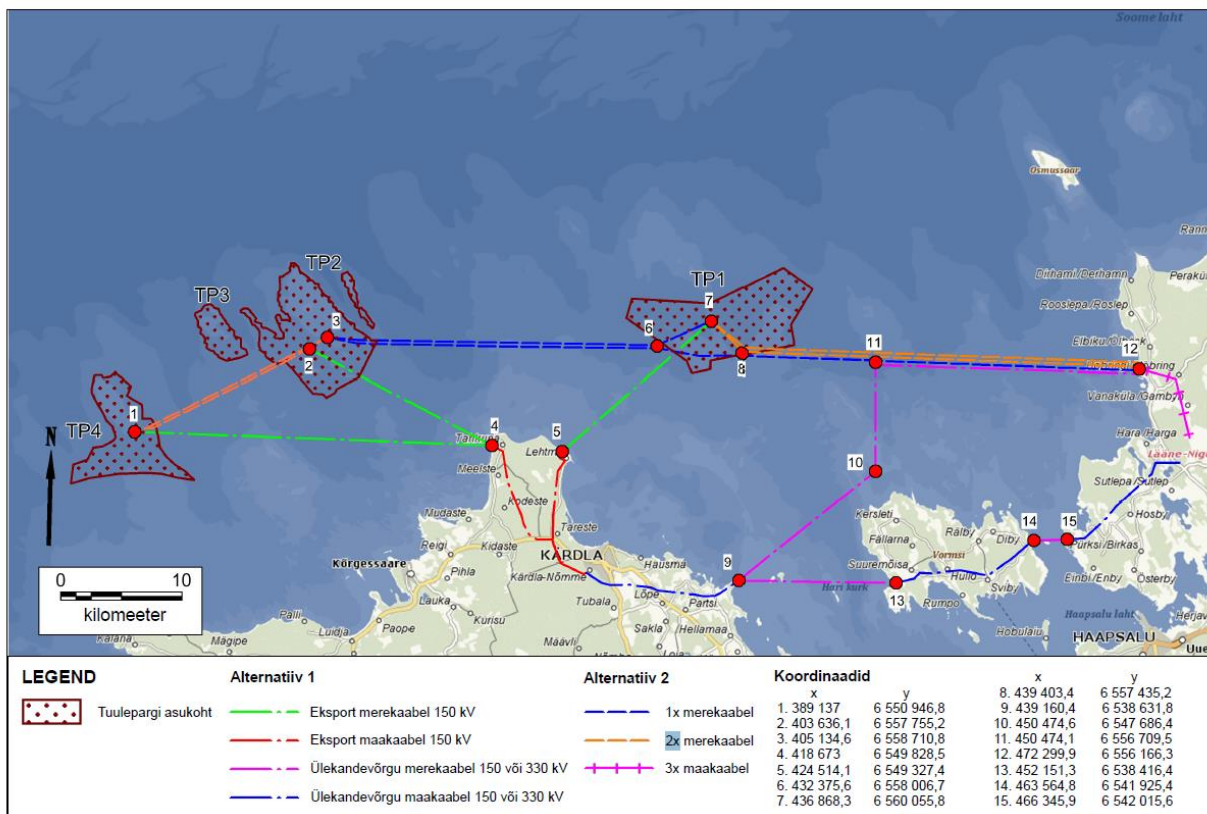 Soome laht
Osmussaar
Rann
TP2
TP1
Dirhami/Derhamn
Peraküla
TP3
Rooslepa/Roslep
3
7
6
11
Elbiku/Ölbäck
2
8
12
Vanaküla/Gamby
TP4
1
N
4
5
Tahkuna
Lehtma
Hara/Harga
Meelste
Lääne-Nig
10
Sutlepa/Sutlep
Kodeste
Kersleti
Hosby
Mudaste
Tareste
Rälby
Diby
14
15
Reigi
Kidaste
KÄRDLA
Fällarna
Pürksi/Birkas
Vormsi
Kõrgessaare
Hausma
9
Suuremõisa
Hullo
Einbi/Enby
Österby
Pihla
Kärdla-Nõmme
Sviby
0
10
Lõpe
Hari kurk
13
Rumpo
kilomeeter
Lauka
Tubala
Partsi
Haapsalu laht
Herjav
Palli
Kurisu
Sakla
Hellamaa
Hobulaiu
HAAPSALU
Kalana
Mägipe
Luidja
Paope
Määvli
Uue
LEGEND
Tuulepargi asukoht
Alternatiiv 1
Eksport merekaabel 150 kV
Eksport maakaabel 150 kV
Ülekandevõrgu merekaabel 150 või 330 kV
Ülekandevõrgu maakaabel 150 või 330 kV
Alternatiiv 2
1x merekaabel
2x merekaabel
3x maakaabel
Koordinaadid
x y
1. 389 137 6 550 946,8
2. 403 636,1 6 557 755,2
3. 405 134,6 6 558 710,8
4. 418 673 6 549 828,5
5. 424 514,1 6 549 327,4
6. 432 375,6 6 558 006,7
7. 436 868,3 6 560 055,8
x y
8. 439 403,4 6 557 435,2
9. 439 160,4 6 538 631,8
10. 450 474,6 6 547 686,4
11. 450 474,1 6 556 709,5
12. 472 299,9 6 556 166,3
13. 452 151,3 6 538 416,4
14. 463 564,8 6 541 925,4
15. 466 345,9 6 542 015,6